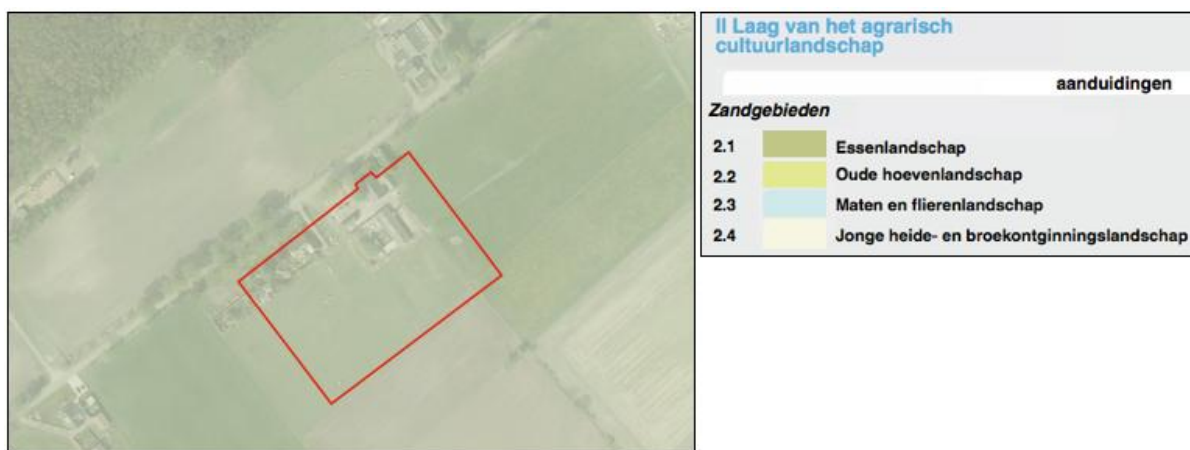 II Laag van het agrarisch
cultuurlandschap
aanduidingen
Zandgebieden
2.1 Essenlandschap
2.2 Oude hoevenlandschap
2.3 Maten en flierenlandschap
2.4 Jonge heide- en broekontginningslandschap